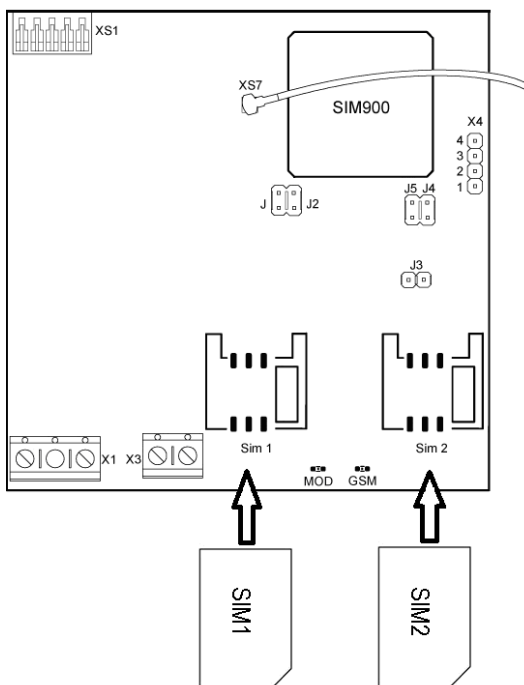 XS1
XS7
SIM900
X4
4
3
2
1
J J2
J5 J4
J3
Sim 1
Sim 2
X1 X3
MOD GSM
SIM1
SIM2